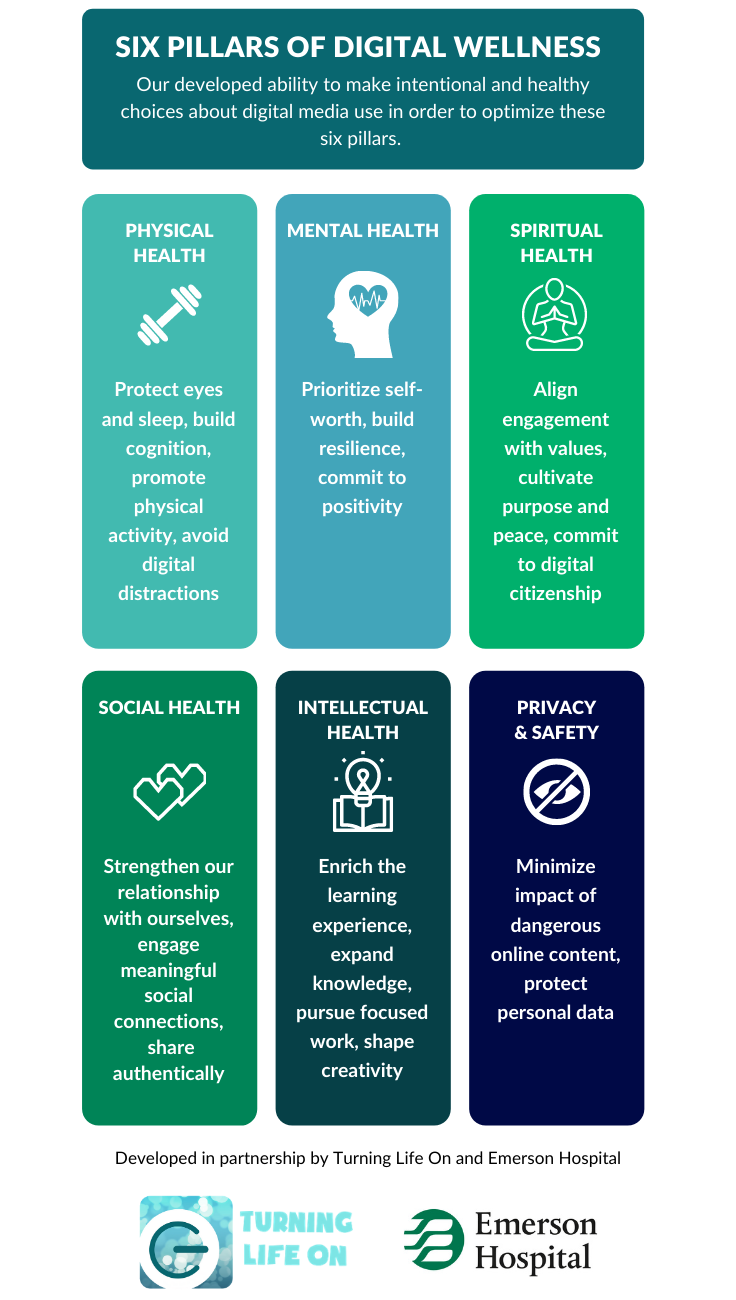 SIX PILLARS OF DIGITAL WELLNESS
Our developed ability to make intentional and healthy
choices about digital media use in order to optimize these
six pillars.
PHYSICAL
HEALTH
Protect eyes
and sleep, build
cognition,
promote
physical
activity, avoid
digital
distractions
MENTAL HEALTH
Prioritize self-
worth, build
resilience,
commit to
positivity
SPIRITUAL
HEALTH
Align
engagement
with values,
cultivate
purpose and
peace, commit
to digital
citizenship
SOCIAL HEALTH
Strengthen our
relationship
with ourselves,
engage
meaningful
social
connections,
share
authentically
INTELLECTUAL
HEALTH
Enrich the
learning
experience,
expand
knowledge,
pursue focused
work, shape
creativity
PRIVACY
& SAFETY
Minimize
impact of
dangerous
online content,
protect
personal data
Developed in partnership by Turning Life On and Emerson Hospital
TURNING
LIFE ON
Emerson
Hospital